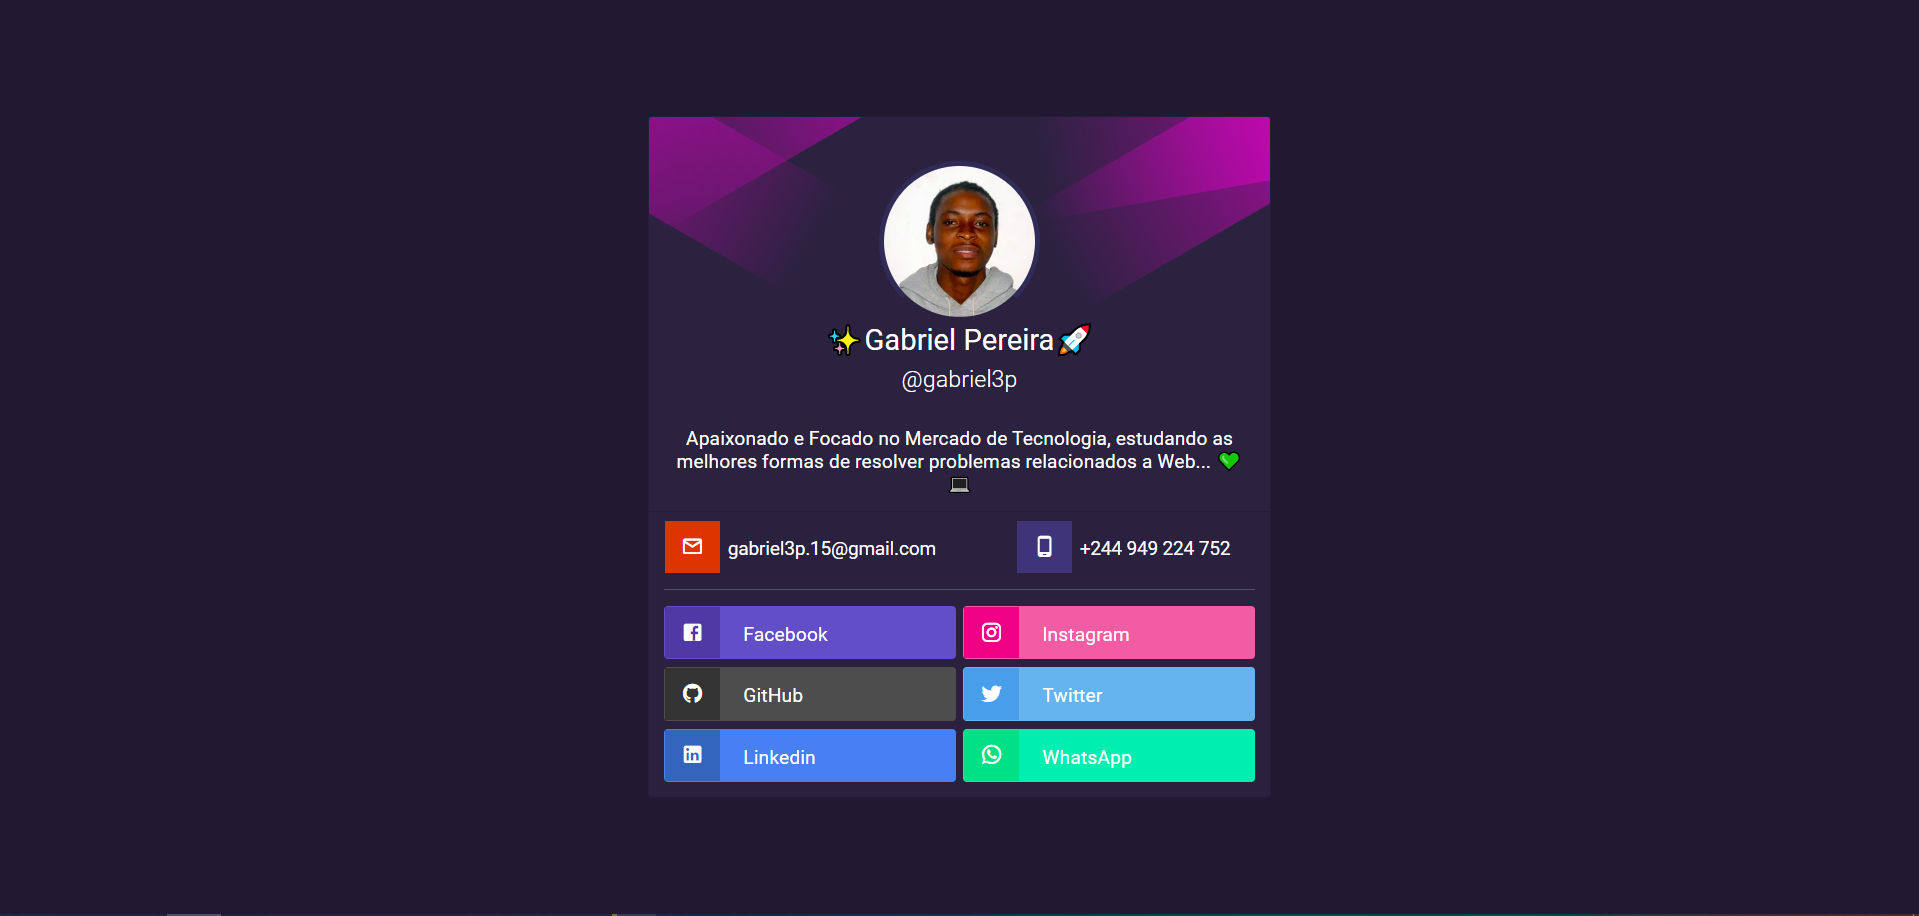 ✨Gabriel Pereira🚀
@gabriel3p
Apaixonado e Focado no Mercado de Tecnologia, estudando as
melhores formas de resolver problemas relacionados a Web... 💚
💻
gabriel3p.15@gmail.com
+244 949 224 752
Facebook
Instagram
GitHub
Twitter
Linkedin
WhatsApp